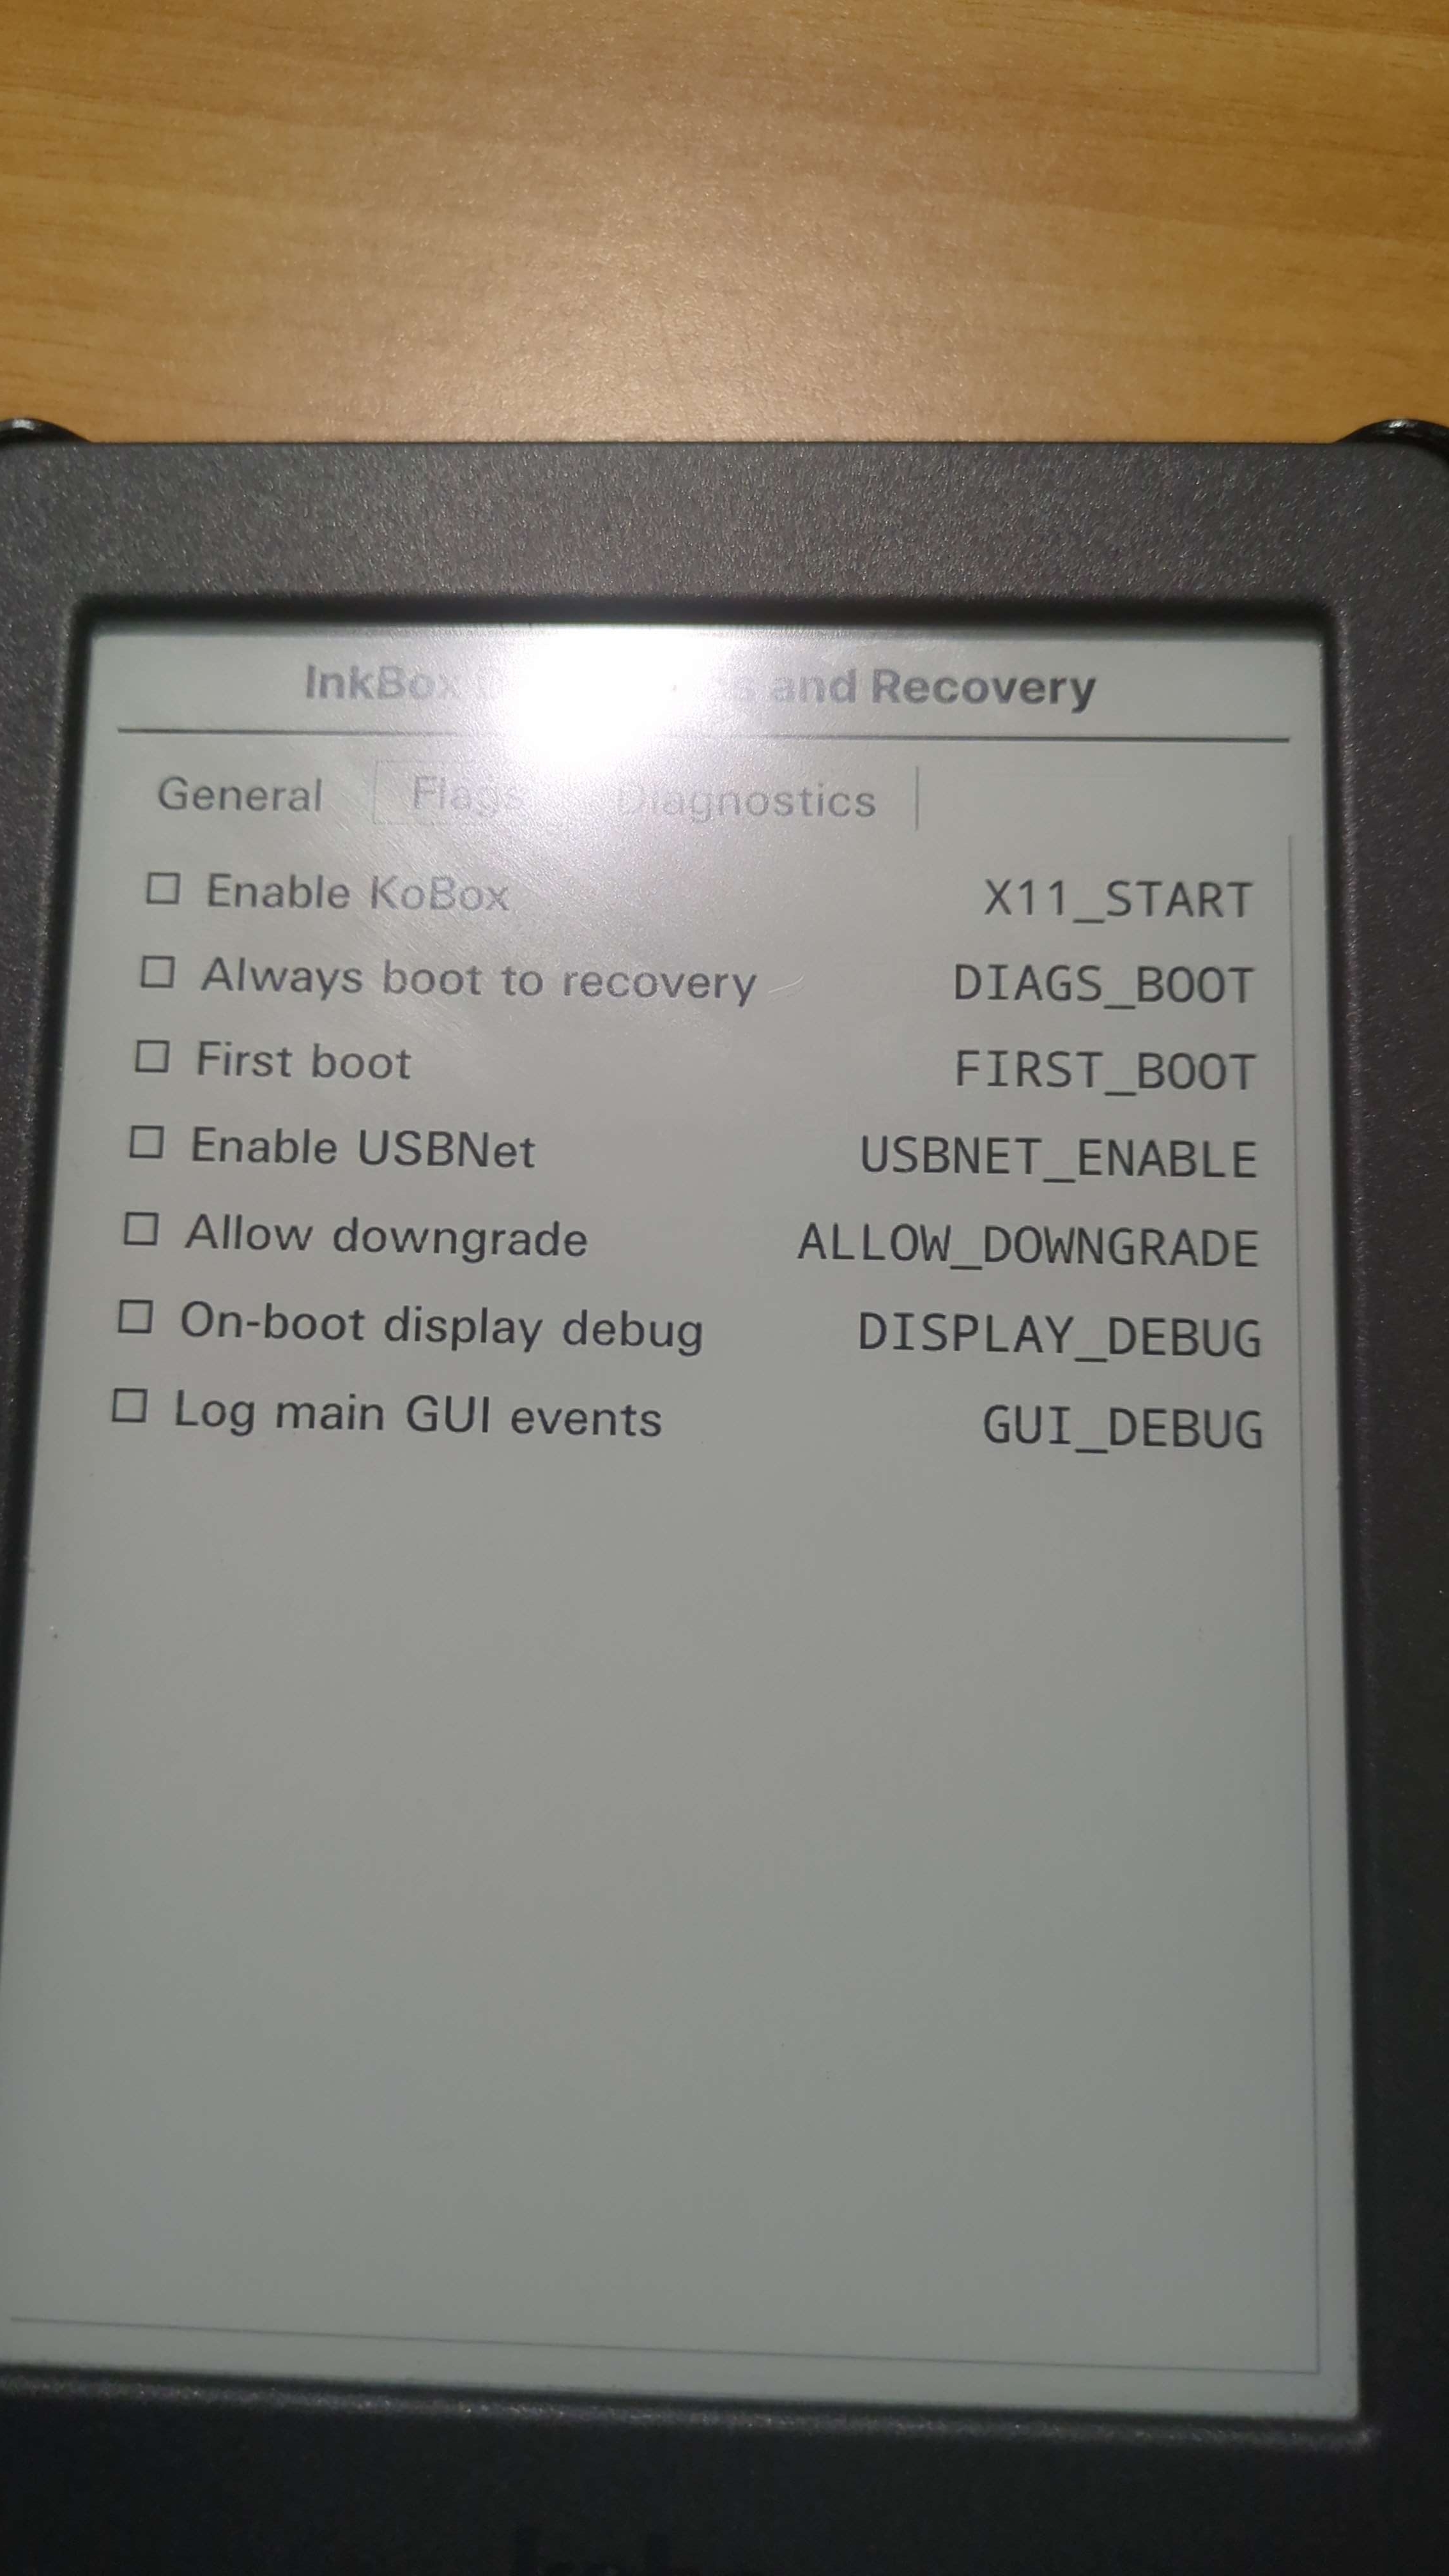 InkBox and Recovery
General Flags Diagnostics
Enable KoBox X11_START
Always boot to recovery DIAGS_BOOT
First boot FIRST_BOOT
Enable USBNet USBNET_ENABLE
Allow downgrade ALLOW_DOWNGRADE
On-boot display debug DISPLAY_DEBUG
Log main GUI events GUI_DEBUG